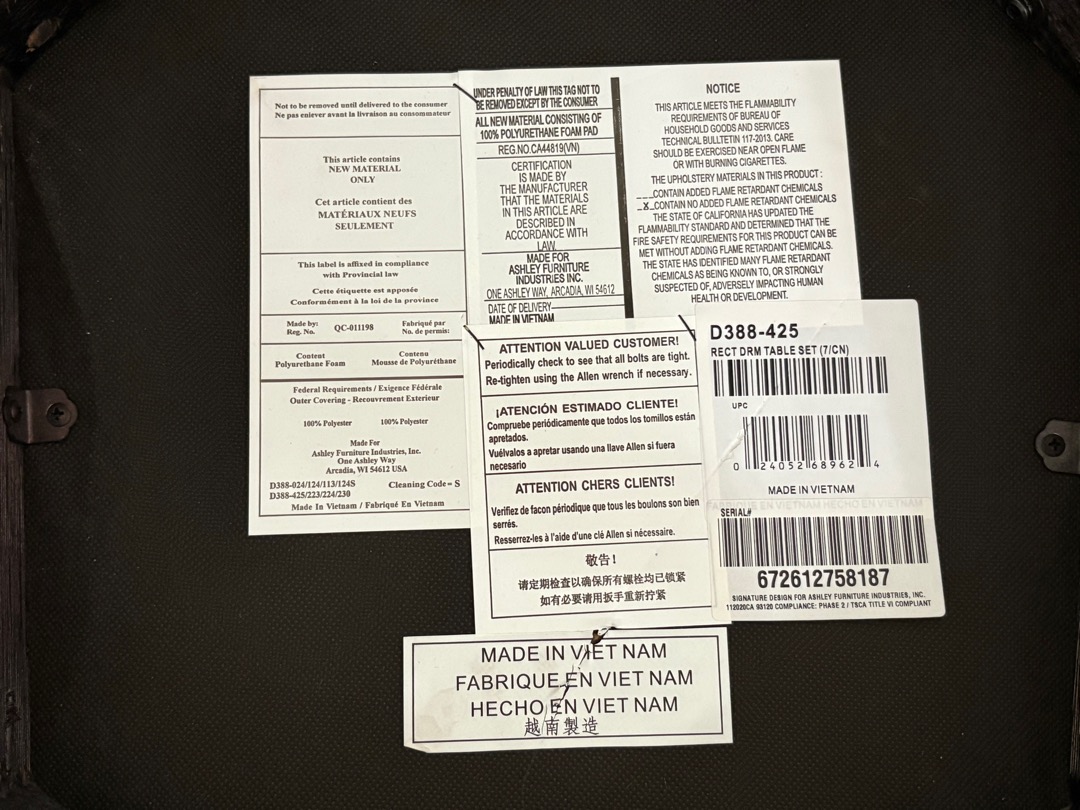 Not to be removed until delivered to the consumer
Ne pas enlever avant la livraison au consommateur
This article contains
NEW MATERIAL
ONLY
Cet article contient des
MATÉRIAUX NEUFS
SEULEMENT
This label is affixed in compliance
with Provincial law
Cette étiquette est apposée
Conformément à la loi de la province
Made by: QC-011198 Fabriqué par
Reg. No. No. de permis:
Content Contenu
Polyurethane Foam Mousse de Polyuréthane
Federal Requirements / Exigence Fédérale
Outer Covering - Recouvrement Exterieur
100% Polyester 100% Polyester
Made For
Ashley Furniture Industries, Inc.
One Ashley Way
Arcadia, WI 54612 USA
D388-024/124/113/124S Cleaning Code= S
D388-425/223/224/230
Made In Vietnam / Fabriqué En Vietnam
UNDER PENALTY OF LAW THIS TAG NOT TO
BE REMOVED EXCEPT BY THE CONSUMER
ALL NEW MATERIAL CONSISTING OF
100% POLYURETHANE FOAM PAD
REG.NO.CA44819(VN)
CERTIFICATION
IS MADE BY
THE MANUFACTURER
THAT THE MATERIALS
IN THIS ARTICLE ARE
DESCRIBED IN
ACCORDANCE WITH
LAW.
MADE FOR
ASHLEY FURNITURE
INDUSTRIES INC.
ONE ASHLEY WAY, ARCADIA, WI 54612
DATE OF DELIVERY
MADE IN VIETNAM
NOTICE
THIS ARTICLE MEETS THE FLAMMABILITY
REQUIREMENTS OF BUREAU OF
HOUSEHOLD GOODS AND SERVICES
TECHNICAL BULLTETIN 117-2013. CARE
SHOULD BE EXERCISED NEAR OPEN FLAME
OR WITH BURNING CIGARETTES.
THE UPHOLSTERY MATERIALS IN THIS PRODUCT :
___CONTAIN ADDED FLAME RETARDANT CHEMICALS
_X_CONTAIN NO ADDED FLAME RETARDANT CHEMICALS
THE STATE OF CALIFORNIA HAS UPDATED THE
FLAMMABILITY STANDARD AND DETERMINED THAT THE
FIRE SAFETY REQUIREMENTS FOR THIS PRODUCT CAN BE
MET WITHOUT ADDING FLAME RETARDANT CHEMICALS.
THE STATE HAS IDENTIFIED MANY FLAME RETARDANT
CHEMICALS AS BEING KNOWN TO, OR STRONGLY
SUSPECTED OF, ADVERSELY IMPACTING HUMAN
HEALTH OR DEVELOPMENT.
ATTENTION VALUED CUSTOMER!
Periodically check to see that all bolts are tight.
Re-tighten using the Allen wrench if necessary.
¡ATENCIÓN ESTIMADO CLIENTE!
Compruebe periódicamente que todos los tomillos están
apretados.
Vuélvalos a apretar usando una llave Allen si fuera
necesario
ATTENTION CHERS CLIENTS!
Verifiez de facon périodique que tous les boulons son bien
serrés.
Resserrez-les à l'aide d'une clé Allen si nécessaire.
敬告!
请定期检查以确保所有螺栓均已锁紧
如有必要请用扳手重新拧紧
D388-425
RECT DRM TABLE SET (7/CN)
UPC
0 24052 68962 4
MADE IN VIETNAM
FABRIQUE EN VIETNAM HECHO EN VIETNAM
SERIAL#
672612758187
SIGNATURE DESIGN FOR ASHLEY FURNITURE INDUSTRIES, INC.
112020CA 93120 COMPLIANCE: PHASE 2 / TSCA TITLE VI COMPLIANT
MADE IN VIET NAM
FABRIQUE EN VIET NAM
HECHO EN VIET NAM
越南製造